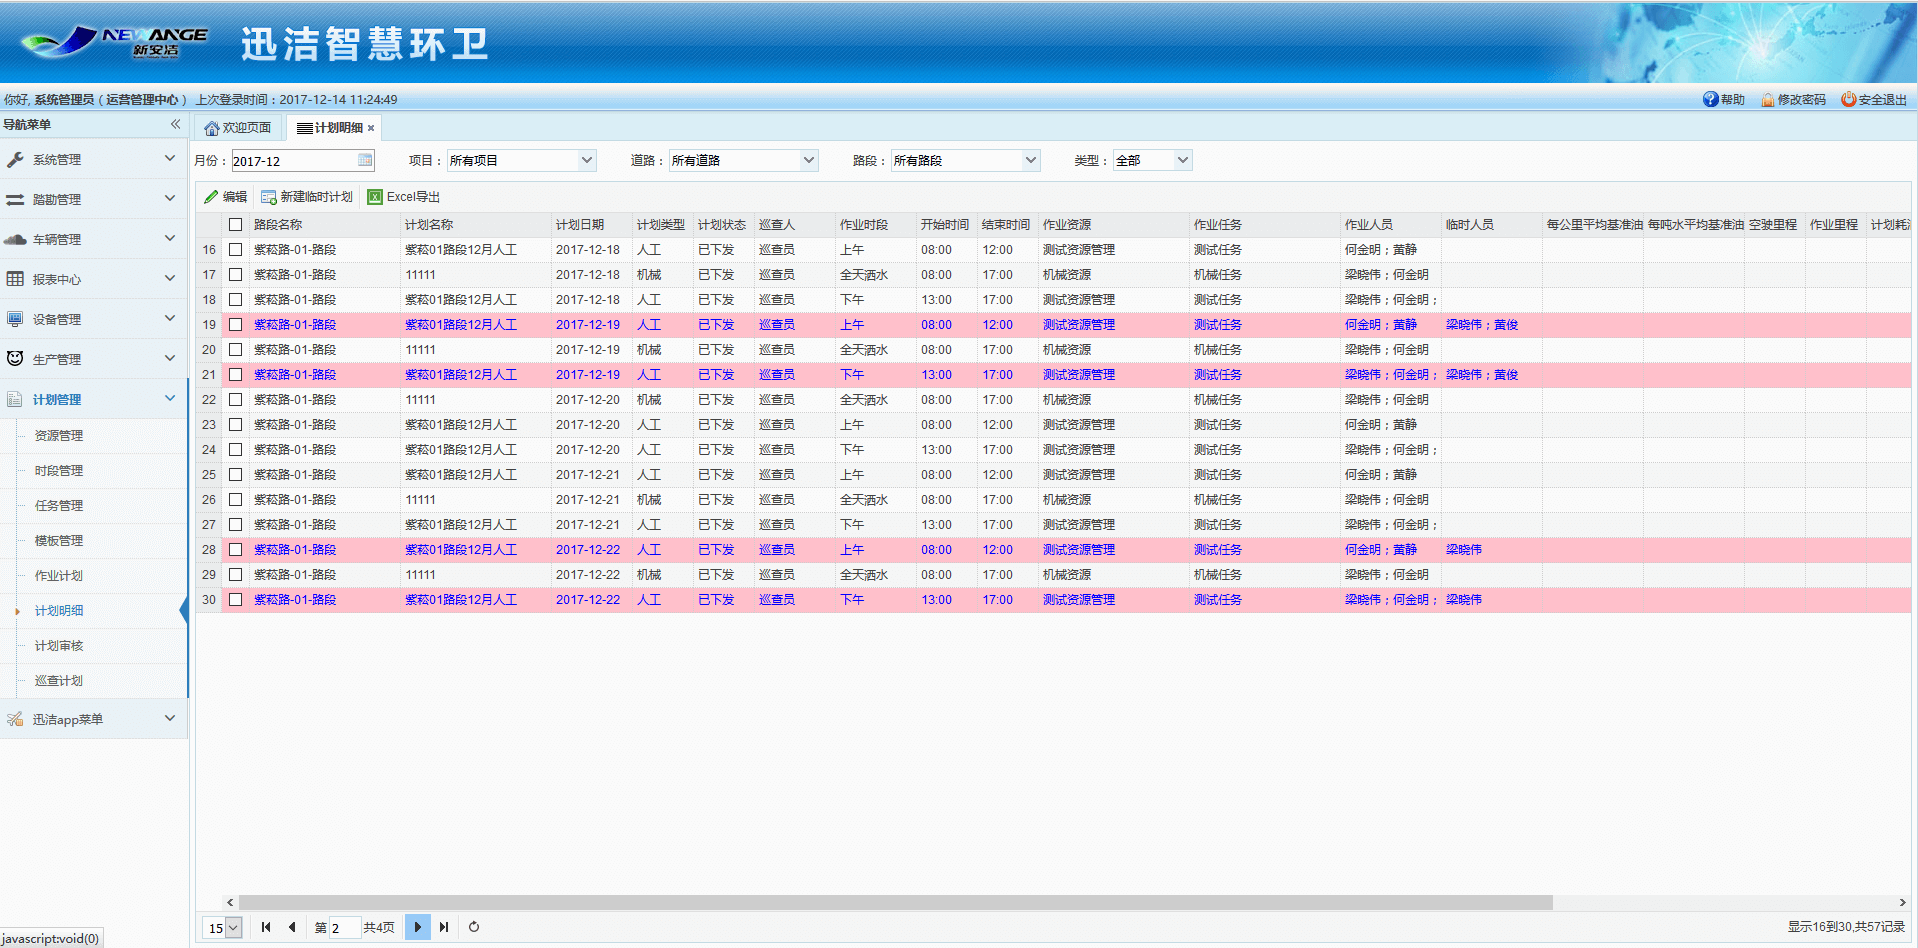 NEWANGE 新安洁 迅洁智慧环卫
你好, 系统管理员 ( 运营管理中心 ) 上次登录时间：2017-12-14 11:24:49 帮助 修改密码 安全退出
导航菜单 欢迎页面 计划明细
系统管理
踏勘管理
车辆管理
报表中心
设备管理
生产管理
计划管理
资源管理
时段管理
任务管理
模板管理
作业计划
计划明细
计划审核
巡查计划
迅洁app菜单
月份：2017-12 项目：所有项目 道路：所有道路 路段：所有路段 类型：全部
编辑 新建临时计划 Excel导出
路段名称 计划名称 计划日期 计划类型 计划状态 巡查人 作业时段 开始时间 结束时间 作业资源 作业任务 作业人员 临时人员 每公里平均基准油 每吨水平均基准油 空驶里程 作业里程 计划耗
16 紫菘路-01-路段 紫菘01路段12月人工 2017-12-18 人工 已下发 巡查员 上午 08:00 12:00 测试资源管理 测试任务 何金明；黄静
17 紫菘路-01-路段 11111 2017-12-18 机械 已下发 巡查员 全天洒水 08:00 17:00 机械资源 机械任务 梁晓伟；何金明
18 紫菘路-01-路段 紫菘01路段12月人工 2017-12-18 人工 已下发 巡查员 下午 13:00 17:00 测试资源管理 测试任务 梁晓伟；何金明；
19 紫菘路-01-路段 紫菘01路段12月人工 2017-12-19 人工 已下发 巡查员 上午 08:00 12:00 测试资源管理 测试任务 何金明；黄静 梁晓伟；黄俊
20 紫菘路-01-路段 11111 2017-12-19 机械 已下发 巡查员 全天洒水 08:00 17:00 机械资源 机械任务 梁晓伟；何金明
21 紫菘路-01-路段 紫菘01路段12月人工 2017-12-19 人工 已下发 巡查员 下午 13:00 17:00 测试资源管理 测试任务 梁晓伟；何金明； 梁晓伟；黄俊
22 紫菘路-01-路段 11111 2017-12-20 机械 已下发 巡查员 全天洒水 08:00 17:00 机械资源 机械任务 梁晓伟；何金明
23 紫菘路-01-路段 紫菘01路段12月人工 2017-12-20 人工 已下发 巡查员 上午 08:00 12:00 测试资源管理 测试任务 何金明；黄静
24 紫菘路-01-路段 紫菘01路段12月人工 2017-12-20 人工 已下发 巡查员 下午 13:00 17:00 测试资源管理 测试任务 梁晓伟；何金明；
25 紫菘路-01-路段 紫菘01路段12月人工 2017-12-21 人工 已下发 巡查员 上午 08:00 12:00 测试资源管理 测试任务 何金明；黄静
26 紫菘路-01-路段 11111 2017-12-21 机械 已下发 巡查员 全天洒水 08:00 17:00 机械资源 机械任务 梁晓伟；何金明
27 紫菘路-01-路段 紫菘01路段12月人工 2017-12-21 人工 已下发 巡查员 下午 13:00 17:00 测试资源管理 测试任务 梁晓伟；何金明；
28 紫菘路-01-路段 紫菘01路段12月人工 2017-12-22 人工 已下发 巡查员 上午 08:00 12:00 测试资源管理 测试任务 何金明；黄静 梁晓伟
29 紫菘路-01-路段 11111 2017-12-22 机械 已下发 巡查员 全天洒水 08:00 17:00 机械资源 机械任务 梁晓伟；何金明
30 紫菘路-01-路段 紫菘01路段12月人工 2017-12-22 人工 已下发 巡查员 下午 13:00 17:00 测试资源管理 测试任务 梁晓伟；何金明； 梁晓伟
15 第 2 共4页 显示16到30,共57记录
javascript:void(0)